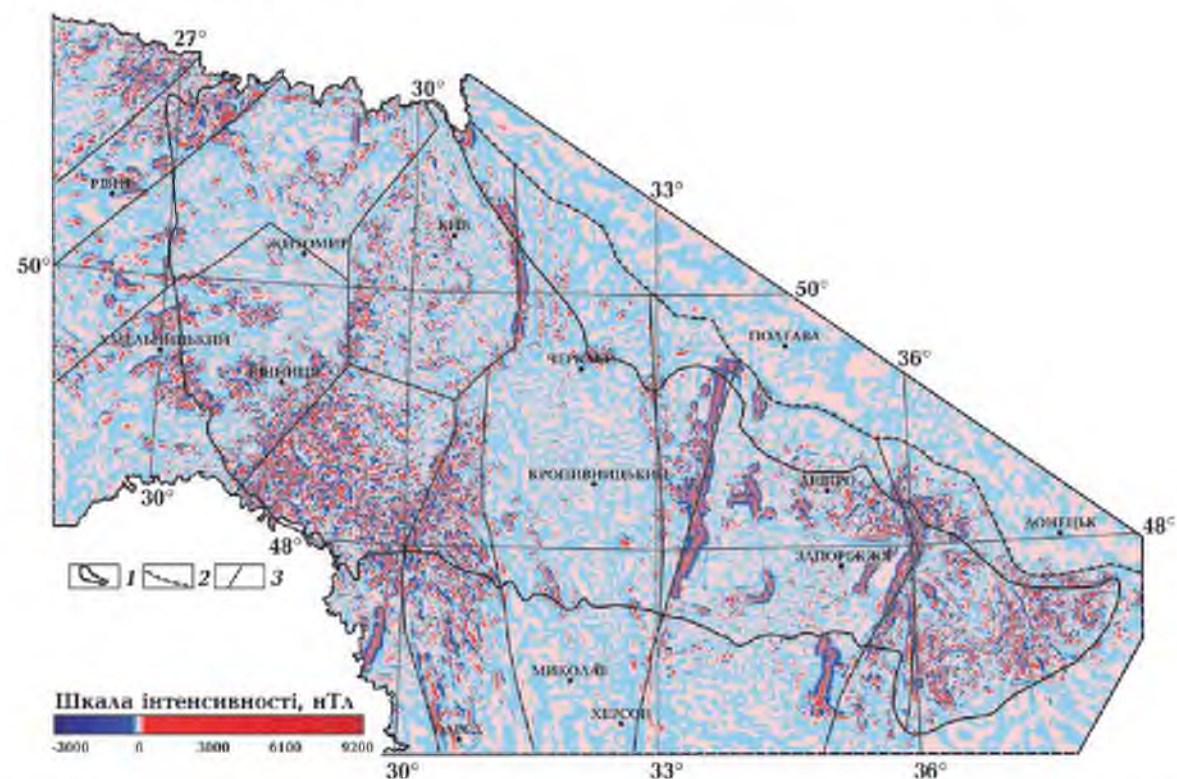 27°
30°
33°
РІВНЕ
КИЇВ
ЖИТОМИР
50°
50°
ХМЕЛЬНИЦЬКИЙ
ПОЛТАВА
ВІННИЦЯ
ЧЕРКАСИ
36°
КРОПИВНИЦЬКИЙ
ДНІПРО
30°
ДОНЕЦЬК
48°
48°
ЗАПОРІЖЖЯ
1 2 3
МИКОЛАЇВ
ХЕРСОН
Шкала інтенсивності, нТл
-3000 0 3000 6100 9200
30° 33° 36°